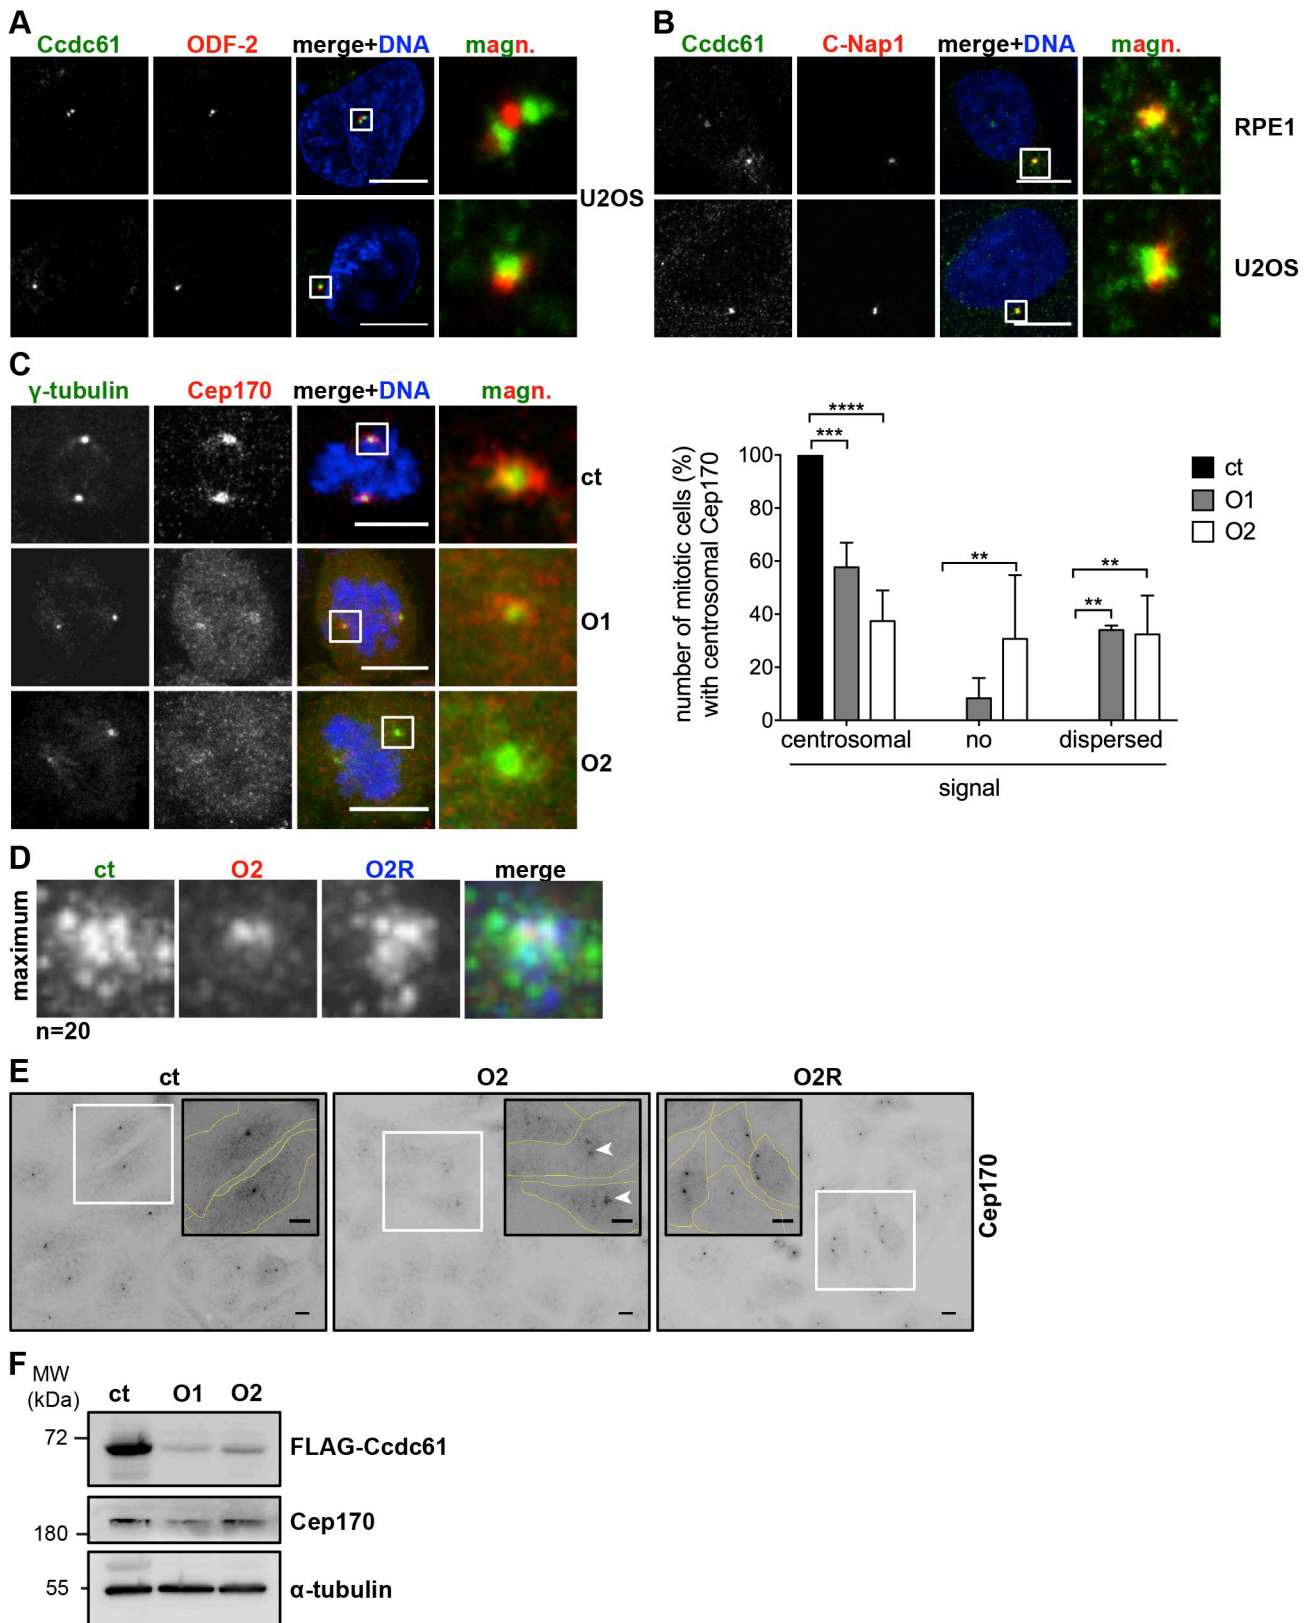 A
Ccdc61 ODF-2 merge+DNA magn.
U2OS
B
Ccdc61 C-Nap1 merge+DNA magn.
RPE1
U2OS
C
γ-tubulin Cep170 merge+DNA magn.
ct
O1
O2
number of mitotic cells (%)
with centrosomal Cep170
100
80
60
40
20
0
****
***
**
**
**
centrosomal no dispersed
signal
ct
O1
O2
D
ct O2 O2R merge
maximum
n=20
E
ct O2 O2R
Cep170
F
MW
(kDa) ct O1 O2
72 FLAG-Ccdc61
180 Cep170
55 α-tubulin